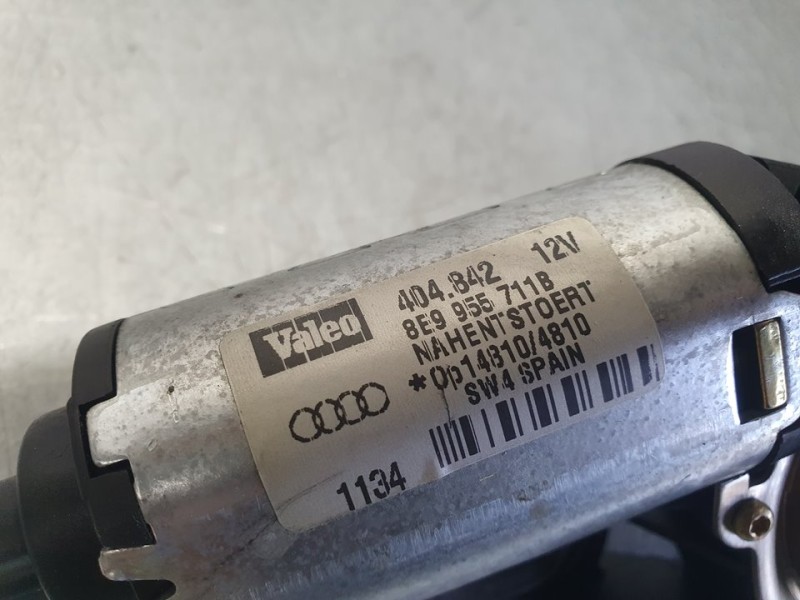 Valeo
404.842 12V
8E9 955 711B
NAHENTSTOERT
*0p14810/4810
SW4 SPAIN
1134